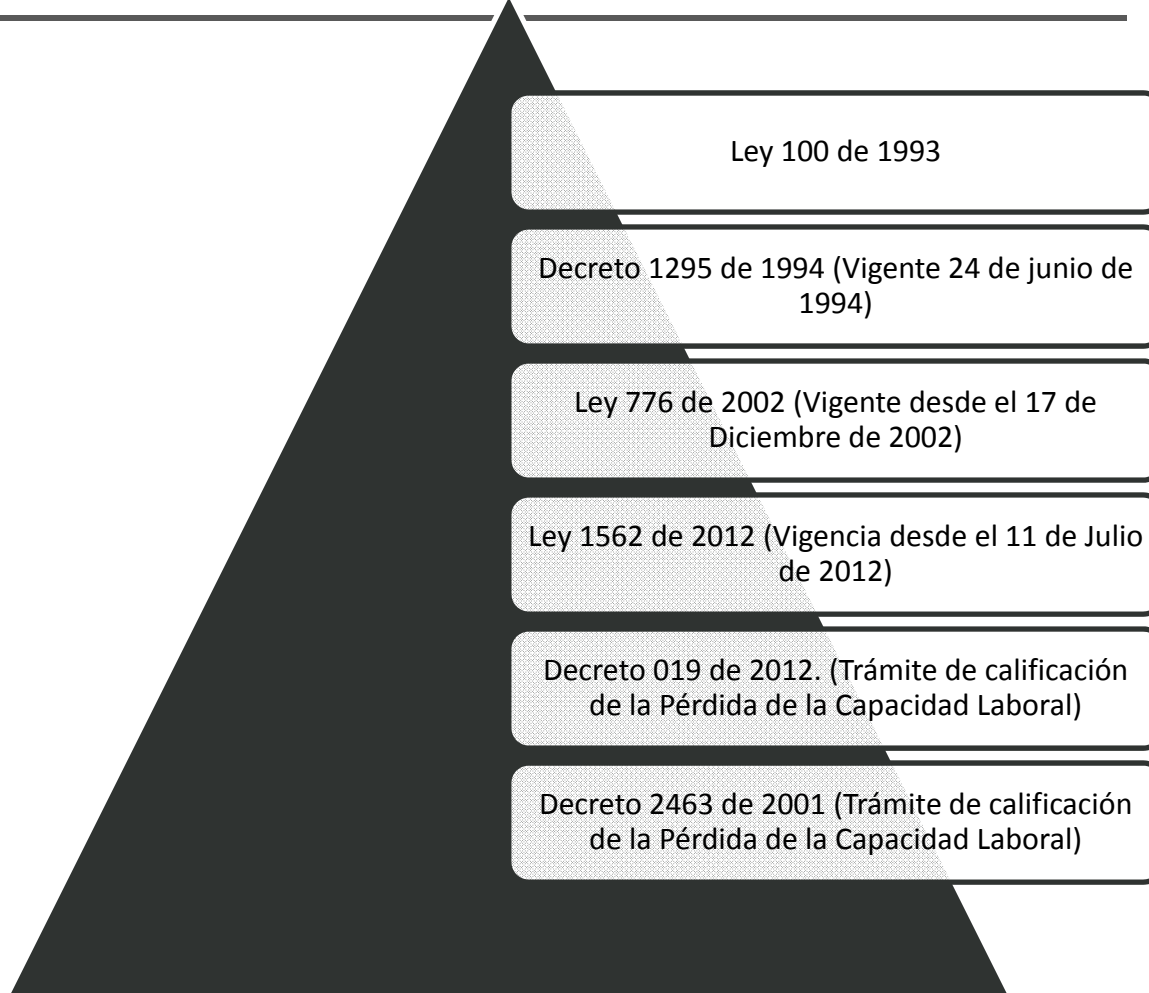 Ley 100 de 1993
Decreto 1295 de 1994 (Vigente 24 de junio de
1994)
Ley 776 de 2002 (Vigente desde el 17 de
Diciembre de 2002)
Ley 1562 de 2012 (Vigencia desde el 11 de Julio
de 2012)
Decreto 019 de 2012. (Trámite de calificación
de la Pérdida de la Capacidad Laboral)
Decreto 2463 de 2001 (Trámite de calificación
de la Pérdida de la Capacidad Laboral)